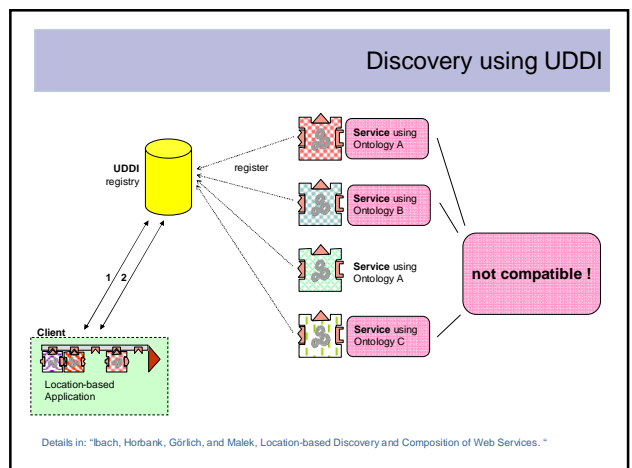 Discovery using UDDI
UDDI
registry
register
Service using
Ontology A
Service using
Ontology B
Service using
Ontology A
Service using
Ontology C
not compatible !
1
2
Client
Location-based
Application
Details in: "Ibach, Horbank, Görlich, and Malek, Location-based Discovery and Composition of Web Services. "